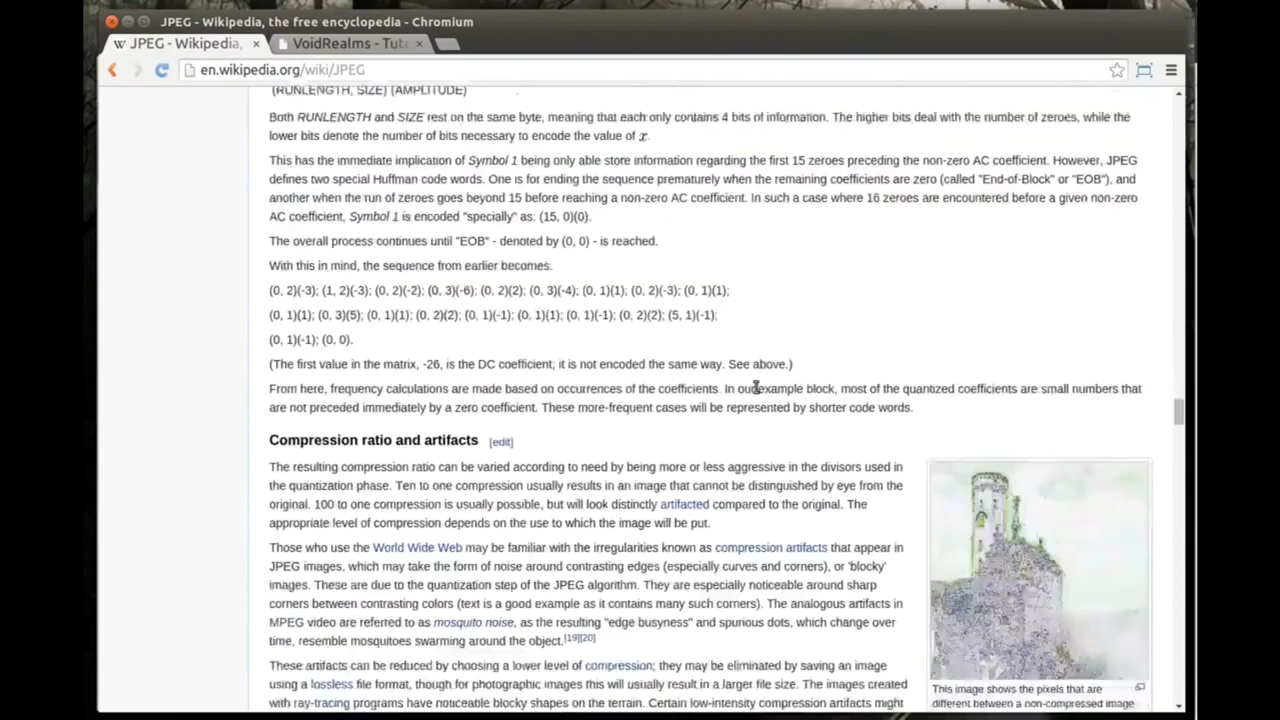 JPEG - Wikipedia, the free encyclopedia - Chromium
JPEG - Wikipedia,
VoidRealms - Tuto
en.wikipedia.org/wiki/JPEG
(RUNLENGTH, SIZE) (AMPLITUDE)
Both RUNLENGTH and SIZE rest on the same byte, meaning that each only contains 4 bits of information. The higher bits deal with the number of zeroes, while the
lower bits denote the number of bits necessary to encode the value of x.
This has the immediate implication of Symbol 1 being only able store information regarding the first 15 zeroes preceding the non-zero AC coefficient. However, JPEG
defines two special Huffman code words. One is for ending the sequence prematurely when the remaining coefficients are zero (called "End-of-Block" or "EOB"), and
another when the run of zeroes goes beyond 15 before reaching a non-zero AC coefficient. In such a case where 16 zeroes are encountered before a given non-zero
AC coefficient, Symbol 1 is encoded "specially" as: (15, 0)(0).
The overall process continues until "EOB" - denoted by (0, 0) - is reached.
With this in mind, the sequence from earlier becomes:
(0, 2)(-3); (1, 2)(-3); (0, 2)(-2); (0, 3)(-6); (0, 2)(2); (0, 3)(-4); (0, 1)(1); (0, 2)(-3); (0, 1)(1);
(0, 1)(1); (0, 3)(5); (0, 1)(1); (0, 2)(2); (0, 1)(-1); (0, 1)(1); (0, 1)(-1); (0, 2)(2); (5, 1)(-1);
(0, 1)(-1); (0, 0).
(The first value in the matrix, -26, is the DC coefficient; it is not encoded the same way. See above.)
From here, frequency calculations are made based on occurrences of the coefficients. In our example block, most of the quantized coefficients are small numbers that
are not preceded immediately by a zero coefficient. These more-frequent cases will be represented by shorter code words.
Compression ratio and artifacts [edit]
The resulting compression ratio can be varied according to need by being more or less aggressive in the divisors used in
the quantization phase. Ten to one compression usually results in an image that cannot be distinguished by eye from the
original. 100 to one compression is usually possible, but will look distinctly artifacted compared to the original. The
appropriate level of compression depends on the use to which the image will be put.
Those who use the World Wide Web may be familiar with the irregularities known as compression artifacts that appear in
JPEG images, which may take the form of noise around contrasting edges (especially curves and corners), or 'blocky'
images. These are due to the quantization step of the JPEG algorithm. They are especially noticeable around sharp
corners between contrasting colors (text is a good example as it contains many such corners). The analogous artifacts in
MPEG video are referred to as mosquito noise, as the resulting "edge busyness" and spurious dots, which change over
time, resemble mosquitoes swarming around the object.[19][20]
These artifacts can be reduced by choosing a lower level of compression; they may be eliminated by saving an image
using a lossless file format, though for photographic images this will usually result in a larger file size. The images created
with ray-tracing programs have noticeable blocky shapes on the terrain. Certain low-intensity compression artifacts might
This image shows the pixels that are
different between a non-compressed image